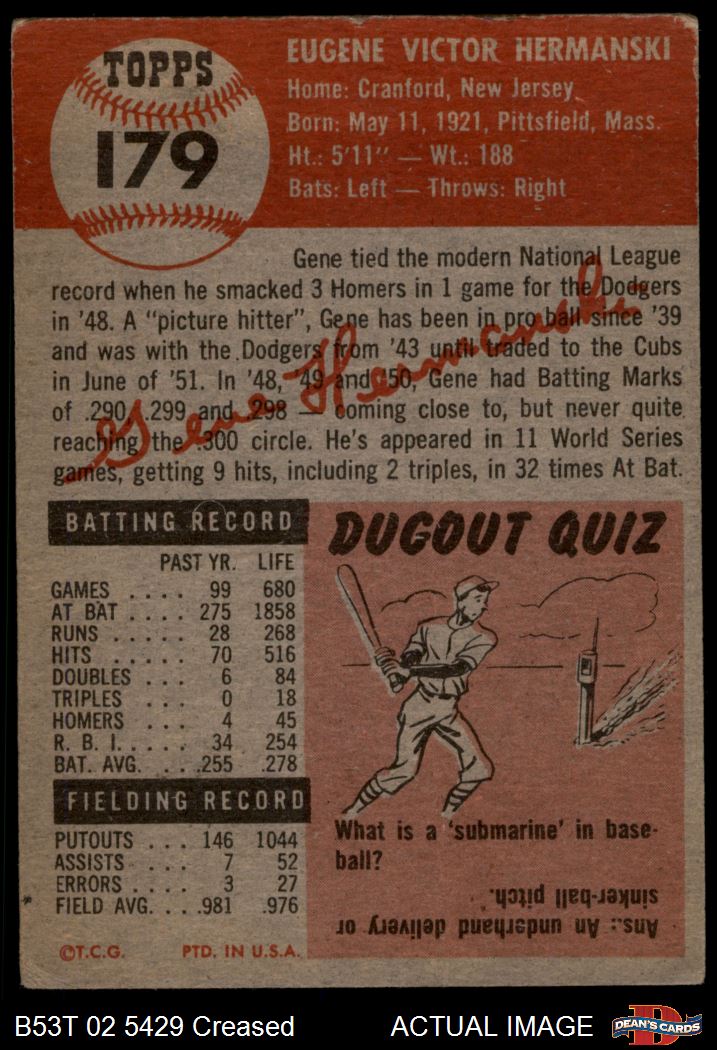 TOPPS
179
EUGENE VICTOR HERMANSKI
Home: Cranford, New Jersey
Born: May 11, 1921, Pittsfield, Mass.
Ht.: 5'11" — Wt.: 188
Bats: Left — Throws: Right
Gene tied the modern National League
record when he smacked 3 Homers in 1 game for the Dodgers
in '48. A "picture hitter", Gene has been in pro ball since '39
and was with the Dodgers from '43 until traded to the Cubs
in June of '51. In '48, '49 and '50, Gene had Batting Marks
of .290, .299 and .298 — coming close to, but never quite
reaching the .300 circle. He's appeared in 11 World Series
games, getting 9 hits, including 2 triples, in 32 times At Bat.
Gene Hermanski
BATTING RECORD
PAST YR. LIFE
GAMES .... 99 680
AT BAT .... 275 1858
RUNS ..... 28 268
HITS ..... 70 516
DOUBLES ... 6 84
TRIPLES ... 0 18
HOMERS ... 4 45
R. B. I. .... 34 254
BAT. AVG. ... .255 .278
FIELDING RECORD
PUTOUTS ... 146 1044
ASSISTS ... 7 52
ERRORS .... 3 27
FIELD AVG. ... .981 .976
©T.C.G. PTD. IN U.S.A.
DUGOUT QUIZ
What is a 'submarine' in base-
ball?
Ans.: An underhand delivery or
sinker-ball pitch.
B53T 02 5429 Creased ACTUAL IMAGE
DEAN'S CARDS